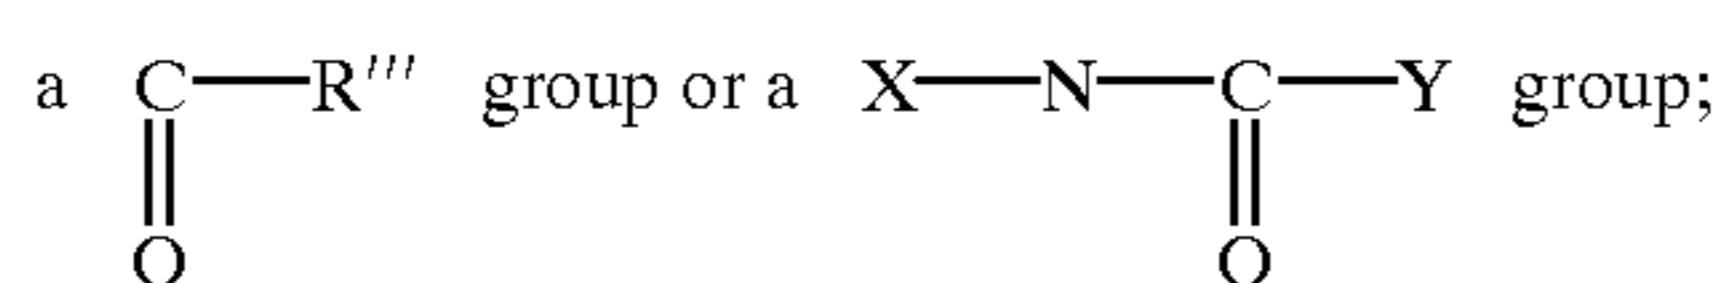 a C—R''' group or a X—N—C—Y group;
O O